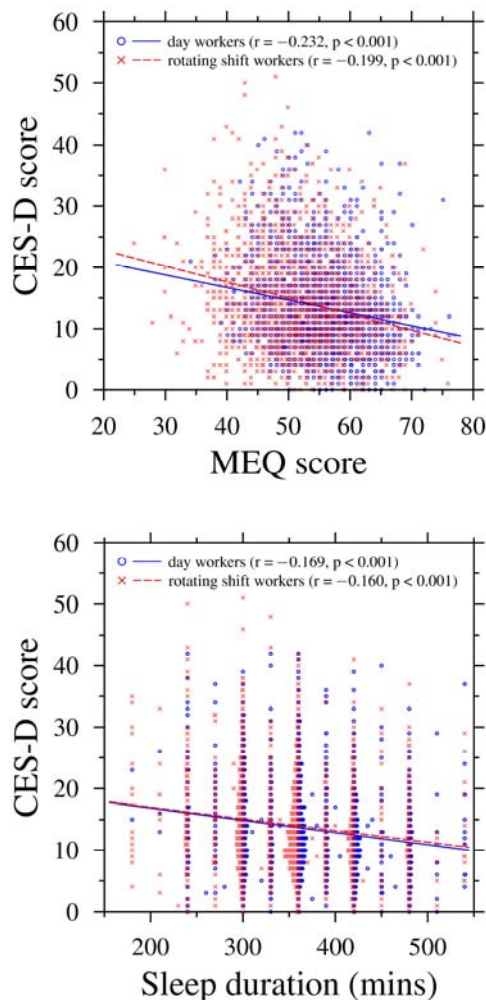 60
50
40
30
20
10
0
CES-D score
day workers (r = −0.232, p < 0.001)
rotating shift workers (r = −0.199, p < 0.001)
20 30 40 50 60 70 80
MEQ score
60
50
40
30
20
10
0
CES-D score
day workers (r = −0.169, p < 0.001)
rotating shift workers (r = −0.160, p < 0.001)
200 300 400 500
Sleep duration (mins)